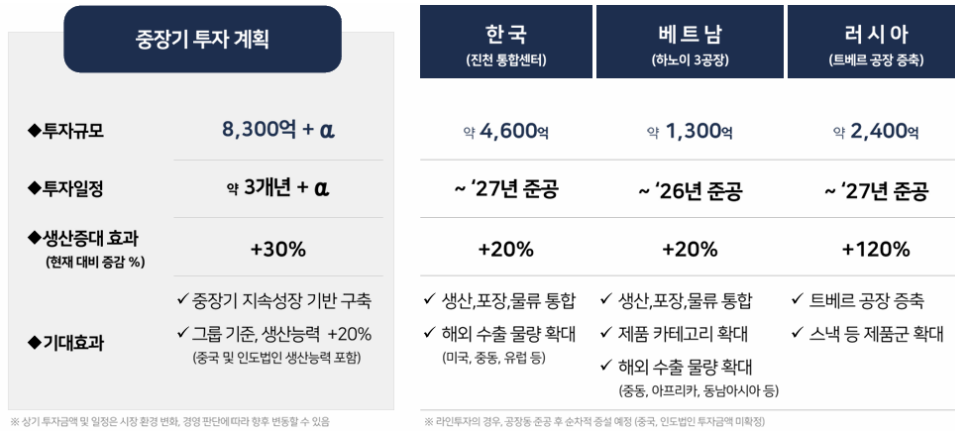 중장기 투자 계획
◆투자규모
8,300억 + α
◆투자일정
약 3개년 + α
◆생산증대 효과
(현재 대비 증감 %)
+30%
◆기대효과
✓ 중장기 지속성장 기반 구축
✓ 그룹 기준, 생산능력 +20%
(중국 및 인도법인 생산능력 포함)
※ 상기 투자금액 및 일정은 시장 환경 변화, 경영 판단에 따라 향후 변동할 수 있음
한국
(진천 통합센터)
약 4,600억
~ ‘27년 준공
+20%
✓ 생산,포장,물류 통합
✓ 해외 수출 물량 확대
(미국, 중동, 유럽 등)
베트남
(하노이 3공장)
약 1,300억
~ ‘26년 준공
+20%
✓ 생산,포장,물류 통합
✓ 제품 카테고리 확대
✓ 해외 수출 물량 확대
(중동, 아프리카, 동남아시아 등)
러시아
(트베르 공장 증축)
약 2,400억
~ ‘27년 준공
+120%
✓ 트베르 공장 증축
✓ 스낵 등 제품군 확대
※ 라인투자의 경우, 공장동 준공 후 순차적 증설 예정 (중국, 인도법인 투자금액 미확정)